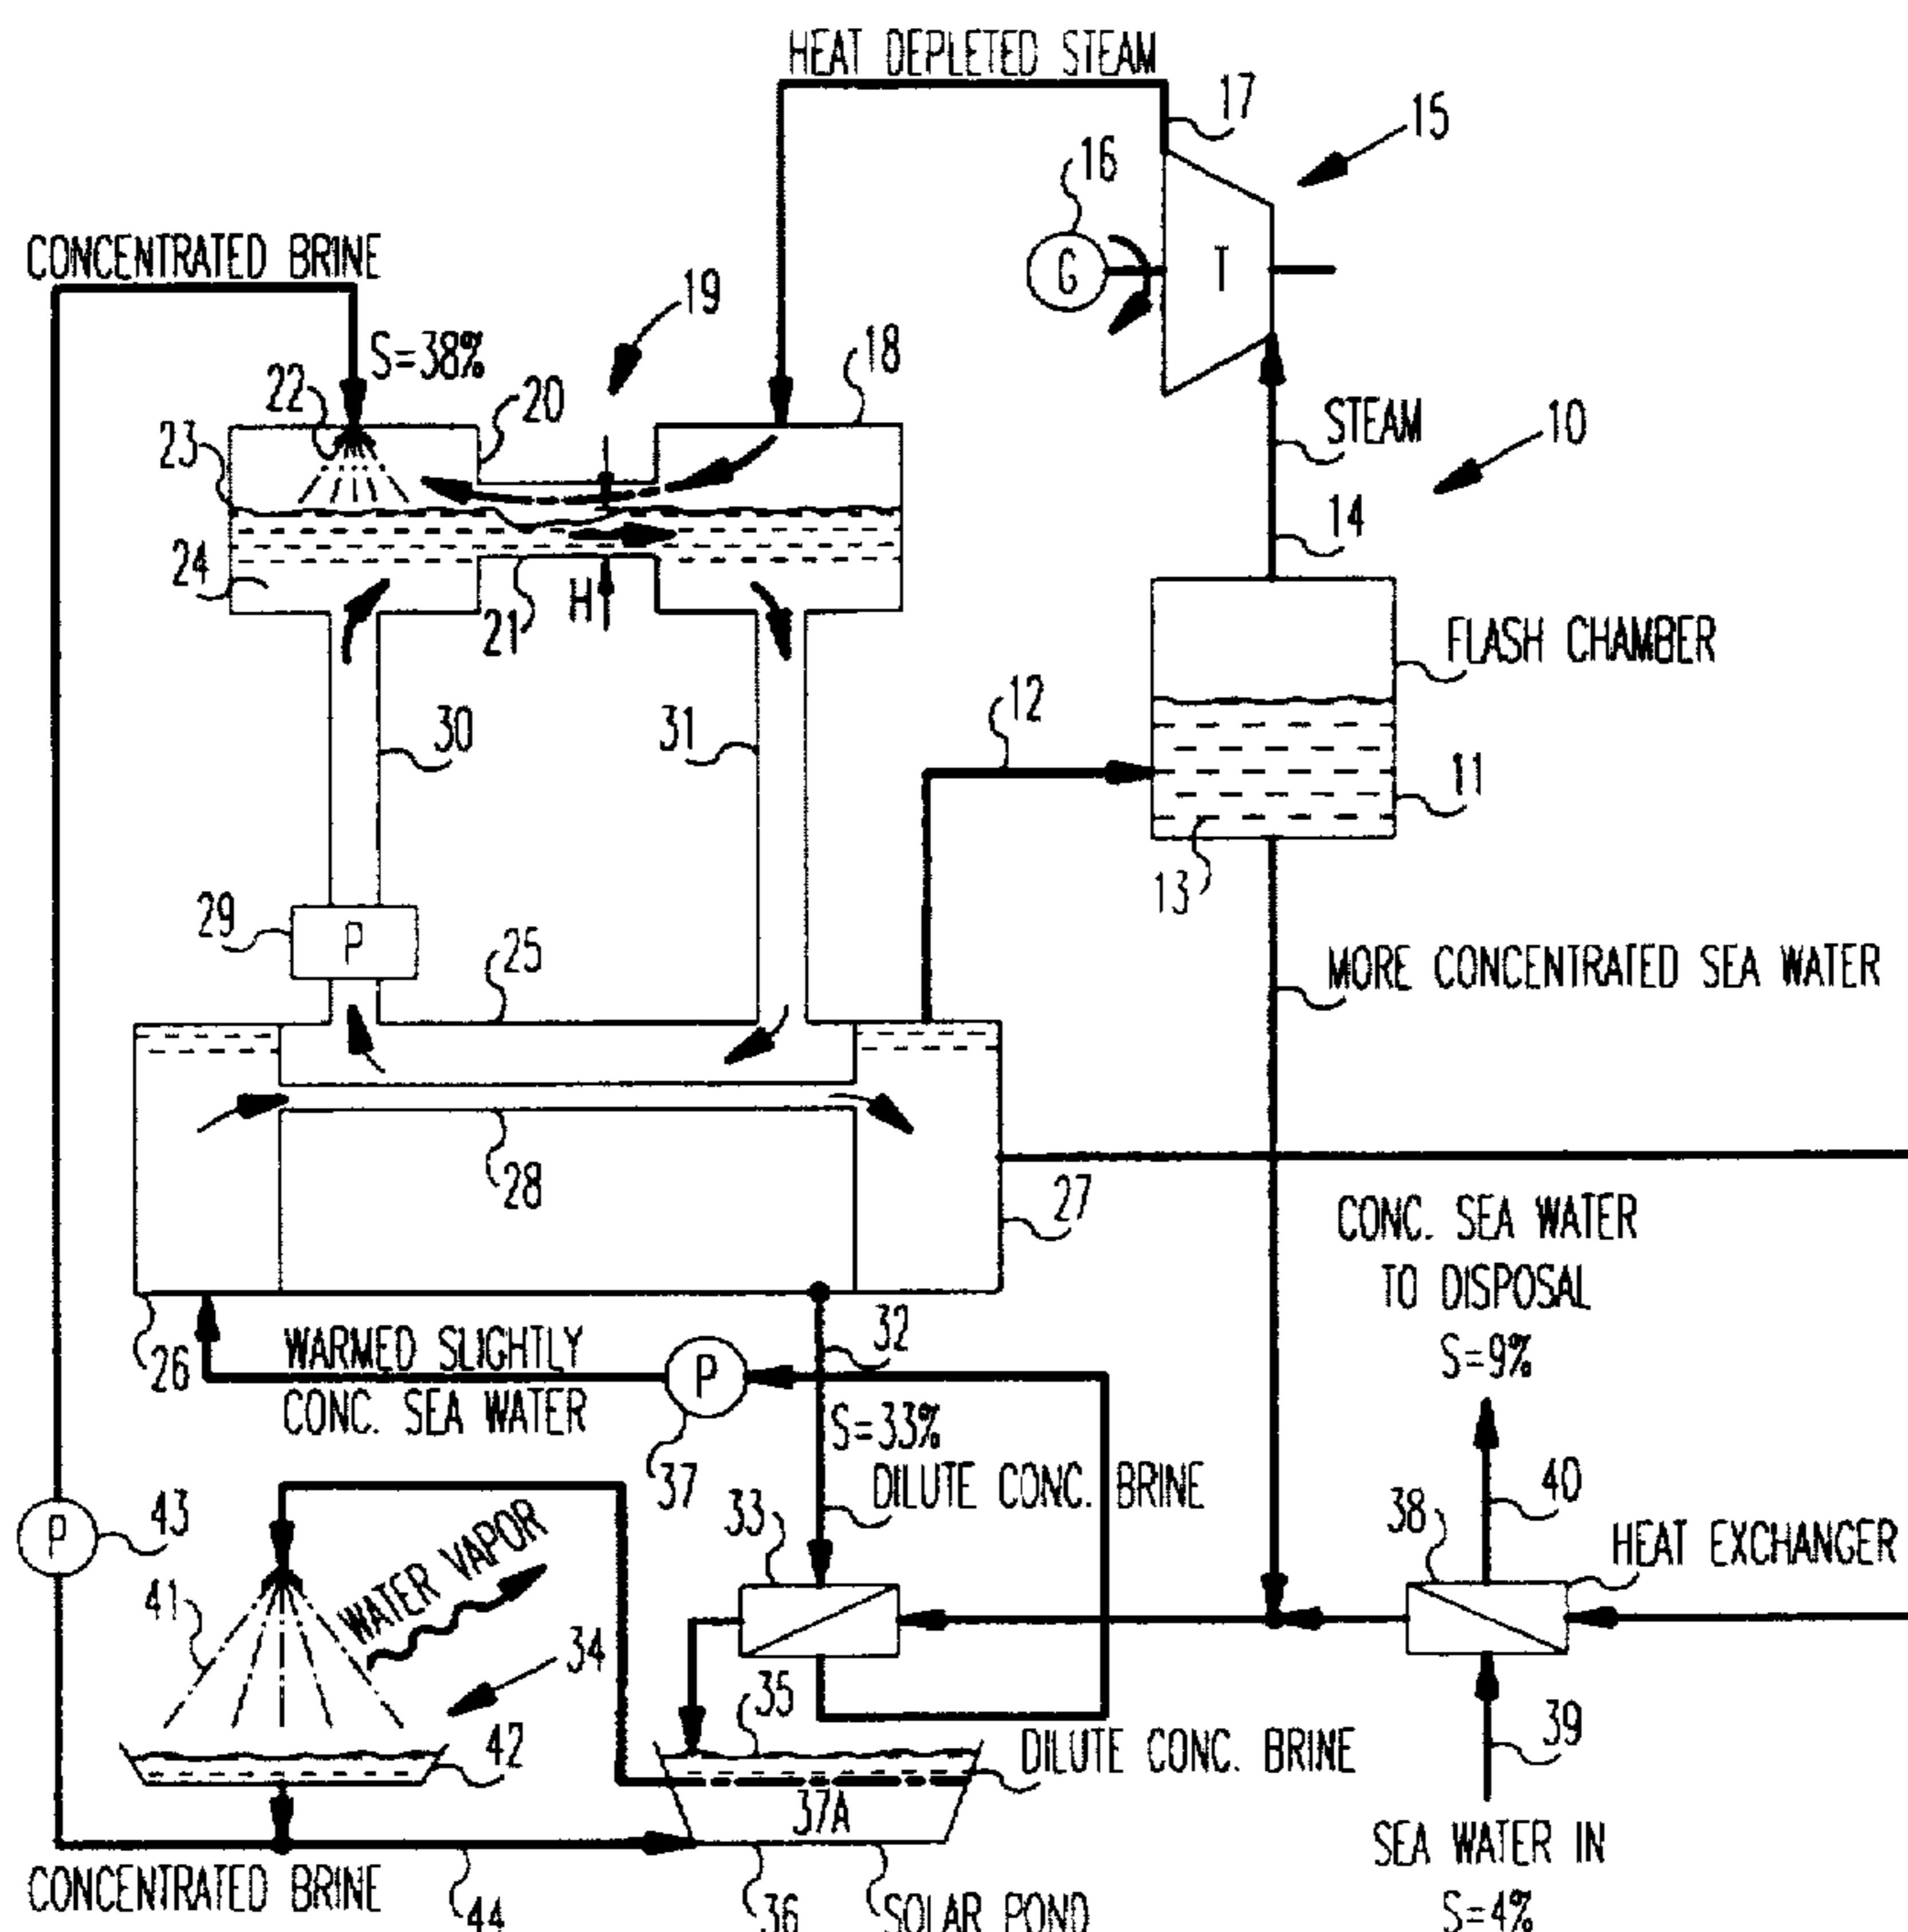 HEAT DEPLETED STEAM
17
15
16
G
T
CONCENTRATED BRINE
19
S=38%
18
22
20
STEAM
10
23
14
24
21
H
FLASH CHAMBER
12
30
31
11
13
29
P
25
MORE CONCENTRATED SEA WATER
28
27
CONC. SEA WATER
TO DISPOSAL
S=9%
26
WARMED SLIGHTLY
CONC. SEA WATER
P
32
37
S=33%
DILUTE CONC. BRINE
40
P
43
33
38
HEAT EXCHANGER
41
WATER VAPOR
34
35
39
42
DILUTE CONC. BRINE
37A
CONCENTRATED BRINE
44
36
SOLAR POND
SEA WATER IN
S=4%